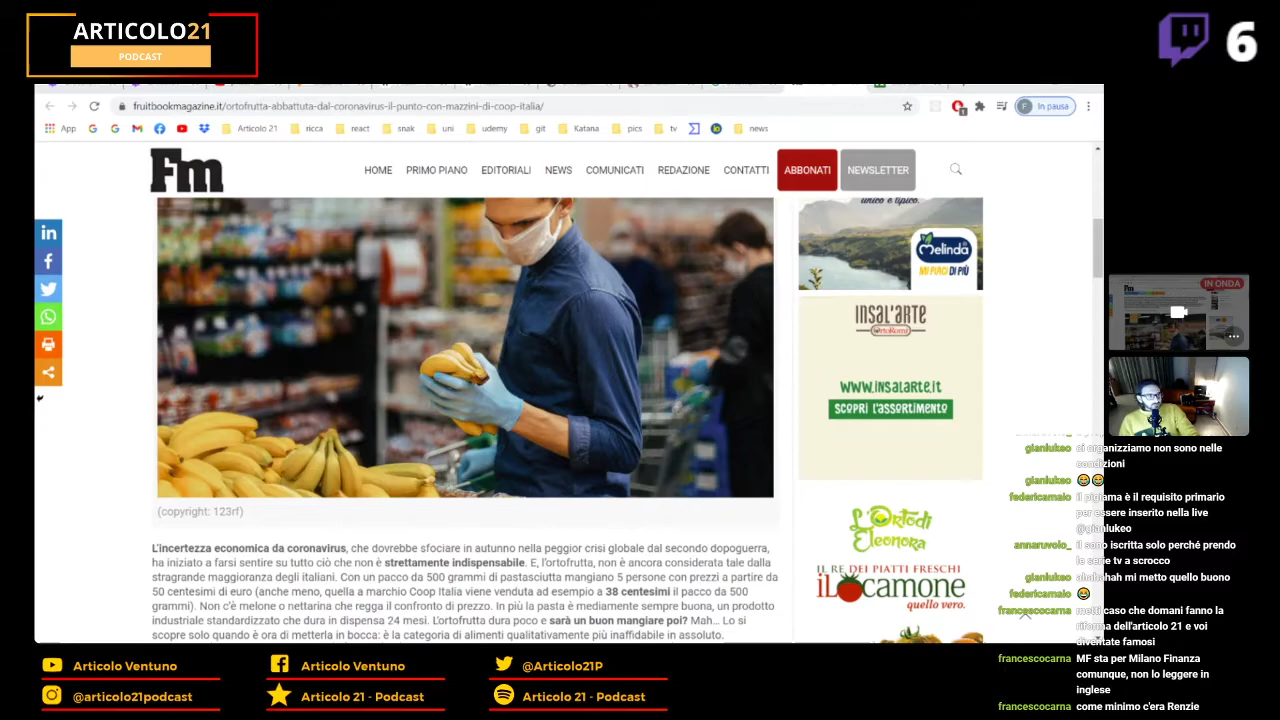 ARTICOLO21
PODCAST
6
fruitbookmagazine.it/ortofrutta-abbattuta-dal-coronavirus-il-punto-con-mazzini-di-coop-italia/
In pausa
App
Articolo 21
ricca
react
snak
uni
udemy
git
Katana
pics
tv
news
Fm
HOME
PRIMO PIANO
EDITORIALI
NEWS
COMUNICATI
REDAZIONE
CONTATTI
ABBONATI
NEWSLETTER
unico e tipico.
Melinda
MI PIACI DI PIÙ
INSAL'ARTE
OrtoRomi
WWW.INSALARTE.IT
SCOPRI L'ASSORTIMENTO
L'Orto di
Eleonora
IL RE DEI PIATTI FRESCHI
iLCamone
quello vero.
(copyright: 123rf)
L'incertezza economica da coronavirus, che dovrebbe sfociare in autunno nella peggior crisi globale dal secondo dopoguerra,
ha iniziato a farsi sentire su tutto ciò che non è strettamente indispensabile. E, l'ortofrutta, non è ancora considerata tale dalla
stragrande maggioranza degli italiani. Con un pacco da 500 grammi di pastasciutta mangiano 5 persone con prezzi a partire da
50 centesimi di euro (anche meno, quella a marchio Coop Italia viene venduta ad esempio a 38 centesimi il pacco da 500
grammi). Non c'è melone o nettarina che regga il confronto di prezzo. In più la pasta è mediamente sempre buona, un prodotto
industriale standardizzato che dura in dispensa 24 mesi. L'ortofrutta dura poco e sarà un buon mangiare poi? Mah... Lo si
scopre solo quando è ora di metterla in bocca: è la categoria di alimenti qualitativamente più inaffidabile in assoluto.
IN ONDA
gianlukeo ci organizziamo non sono nelle
condizioni
gianlukeo 😂😂
federicamaio il pigiama è il requisito primario
per essere inserito nella live
@gianlukeo
annaruvolo_ il sono iscritta solo perché prendo
le serie tv a scrocco
gianlukeo ahahahah mi metto quello buono
federicamaio 😂
francescocarna metti caso che domani fanno la
riforma dell'articolo 21 e voi
diventate famosi
francescocarna MF sta per Milano Finanza
comunque, non lo leggere in
inglese
francescocarna come minimo c'era Renzie
Articolo Ventuno
Articolo Ventuno
@Articolo21P
@articolo21podcast
Articolo 21 - Podcast
Articolo 21 - Podcast